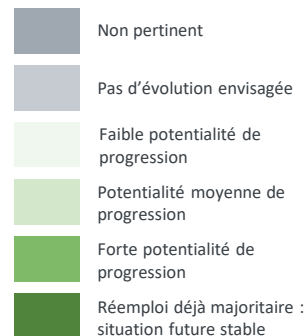 Non pertinent
Pas d’évolution envisagée
Faible potentialité de
progression
Potentialité moyenne de
progression
Forte potentialité de
progression
Réemploi déjà majoritaire :
situation future stable